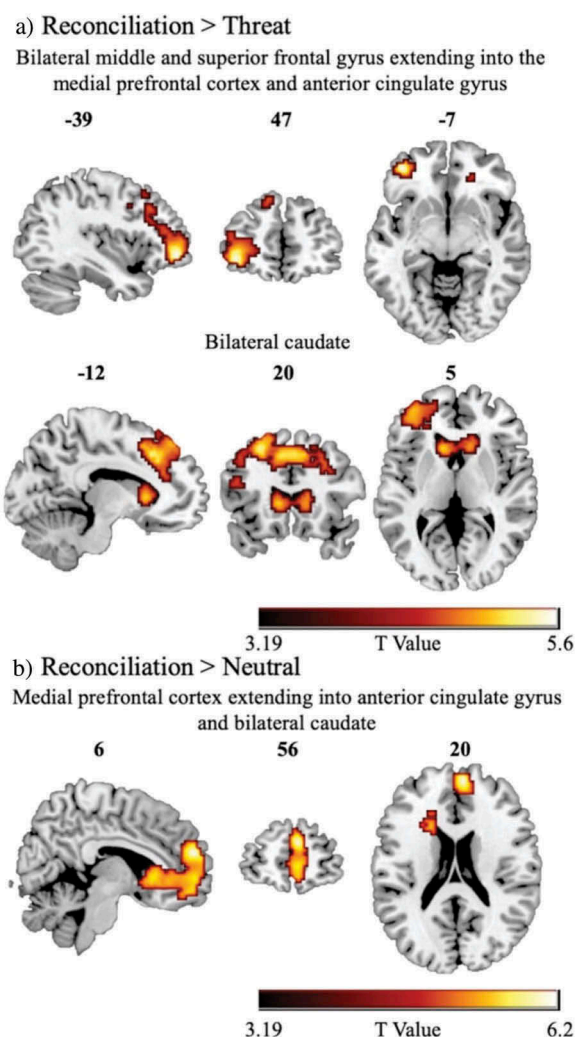 a) Reconciliation > Threat
Bilateral middle and superior frontal gyrus extending into the
medial prefrontal cortex and anterior cingulate gyrus
-39 47 -7
Bilateral caudate
-12 20 5
3.19 T Value 5.6
b) Reconciliation > Neutral
Medial prefrontal cortex extending into anterior cingulate gyrus
and bilateral caudate
6 56 20
3.19 T Value 6.2